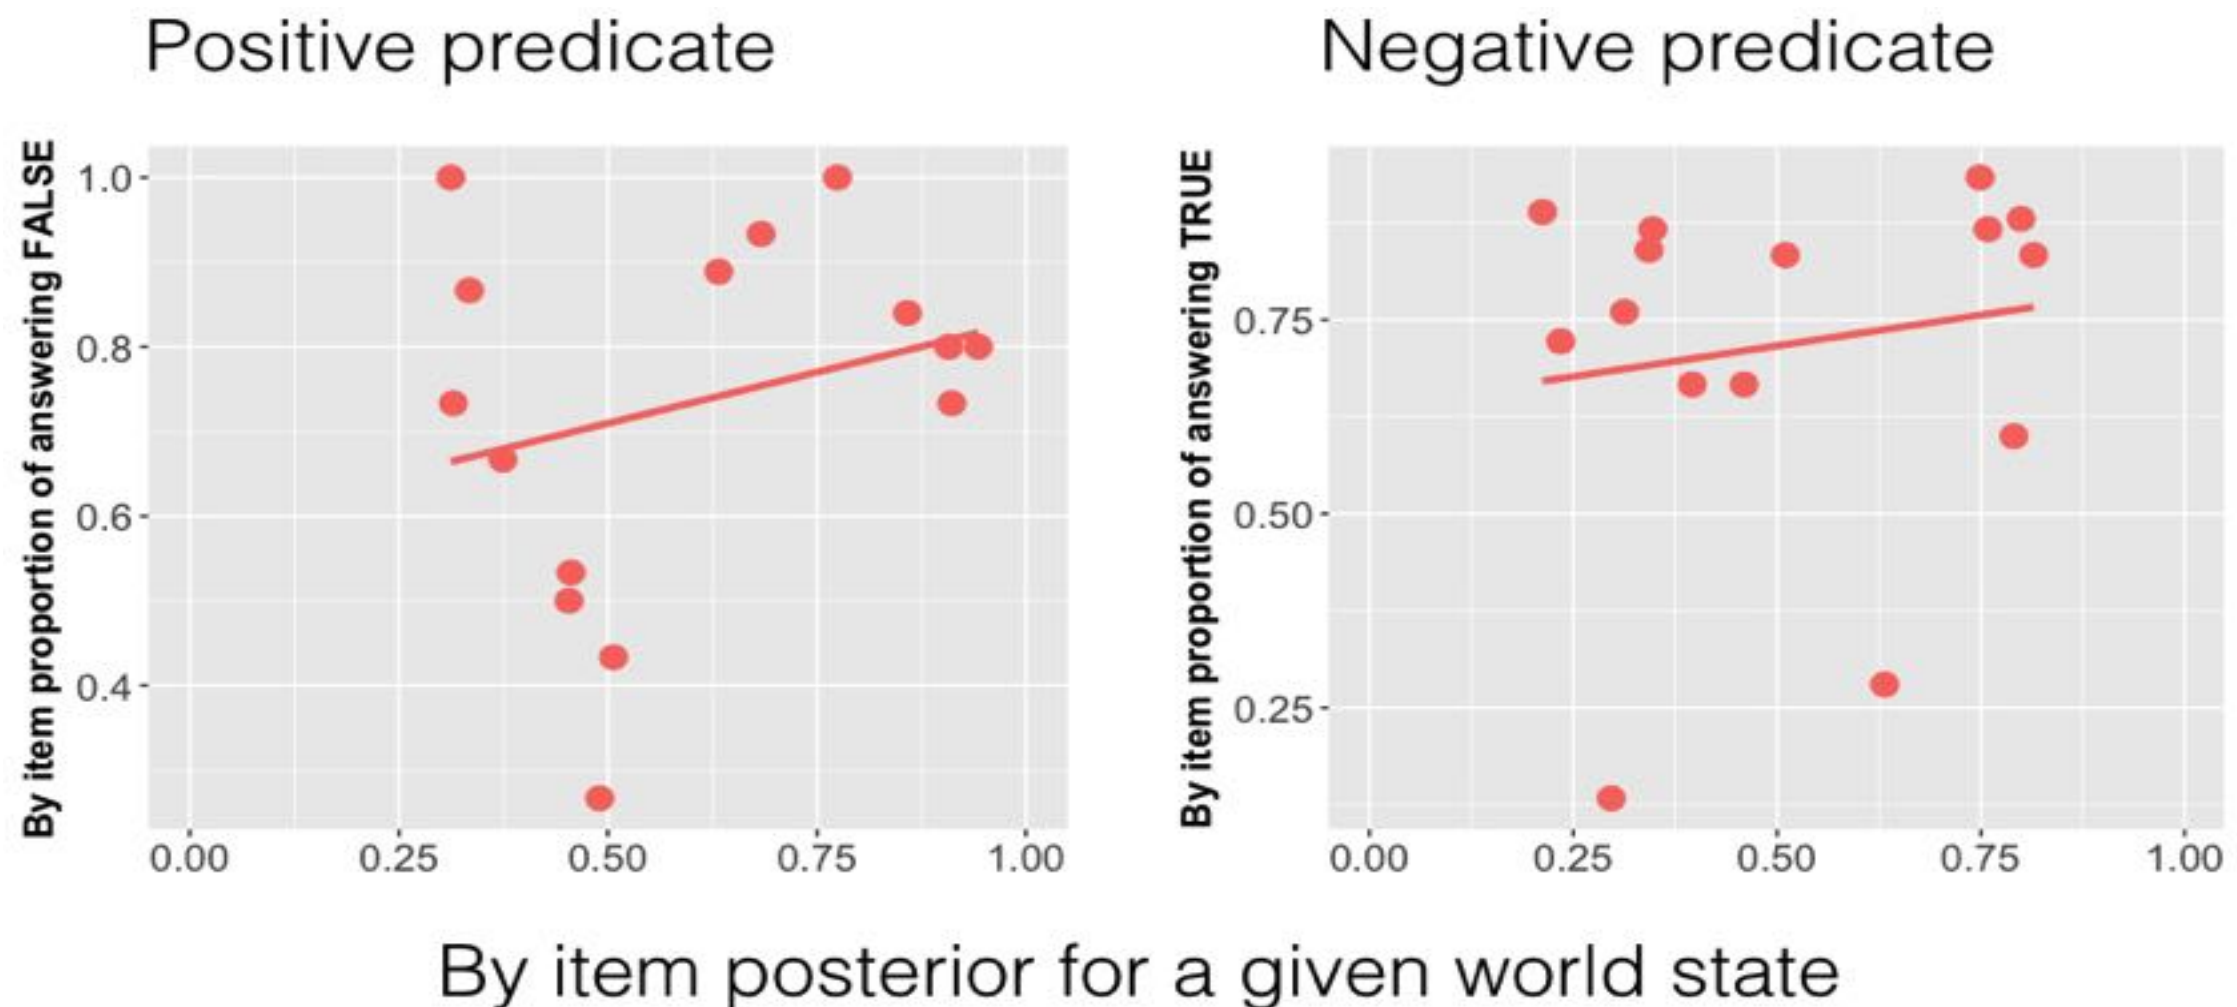 Positive predicate
Negative predicate
By item proportion of answering FALSE
1.0
0.8
0.6
0.4
0.00 0.25 0.50 0.75 1.00
By item proportion of answering TRUE
0.75
0.50
0.25
0.00 0.25 0.50 0.75 1.00
By item posterior for a given world state